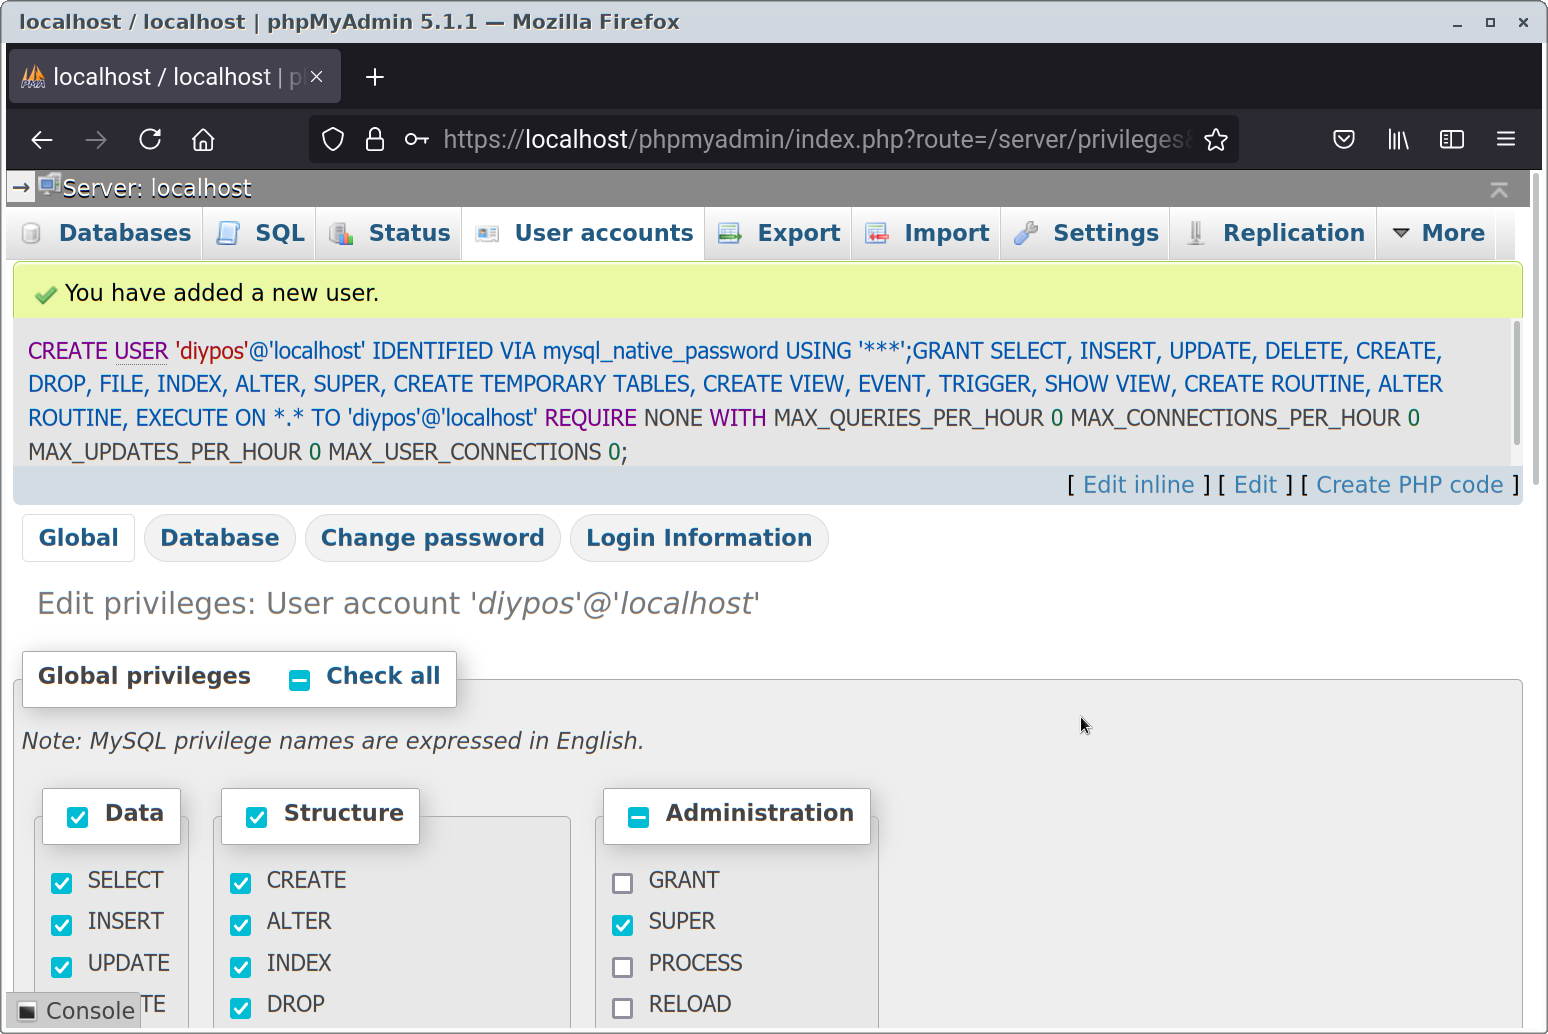 localhost / localhost | phpMyAdmin 5.1.1 — Mozilla Firefox
localhost / localhost | p
https://localhost/phpmyadmin/index.php?route=/server/privileges
Server: localhost
Databases SQL Status User accounts Export Import Settings Replication More
You have added a new user.
CREATE USER 'diypos'@'localhost' IDENTIFIED VIA mysql_native_password USING '***';GRANT SELECT, INSERT, UPDATE, DELETE, CREATE,
DROP, FILE, INDEX, ALTER, SUPER, CREATE TEMPORARY TABLES, CREATE VIEW, EVENT, TRIGGER, SHOW VIEW, CREATE ROUTINE, ALTER
ROUTINE, EXECUTE ON *.* TO 'diypos'@'localhost' REQUIRE NONE WITH MAX_QUERIES_PER_HOUR 0 MAX_CONNECTIONS_PER_HOUR 0
MAX_UPDATES_PER_HOUR 0 MAX_USER_CONNECTIONS 0;
[ Edit inline ] [ Edit ] [ Create PHP code ]
Global Database Change password Login Information
Edit privileges: User account 'diypos'@'localhost'
Global privileges Check all
Note: MySQL privilege names are expressed in English.
Data Structure Administration
SELECT CREATE GRANT
INSERT ALTER SUPER
UPDATE INDEX PROCESS
TE DROP RELOAD
Console